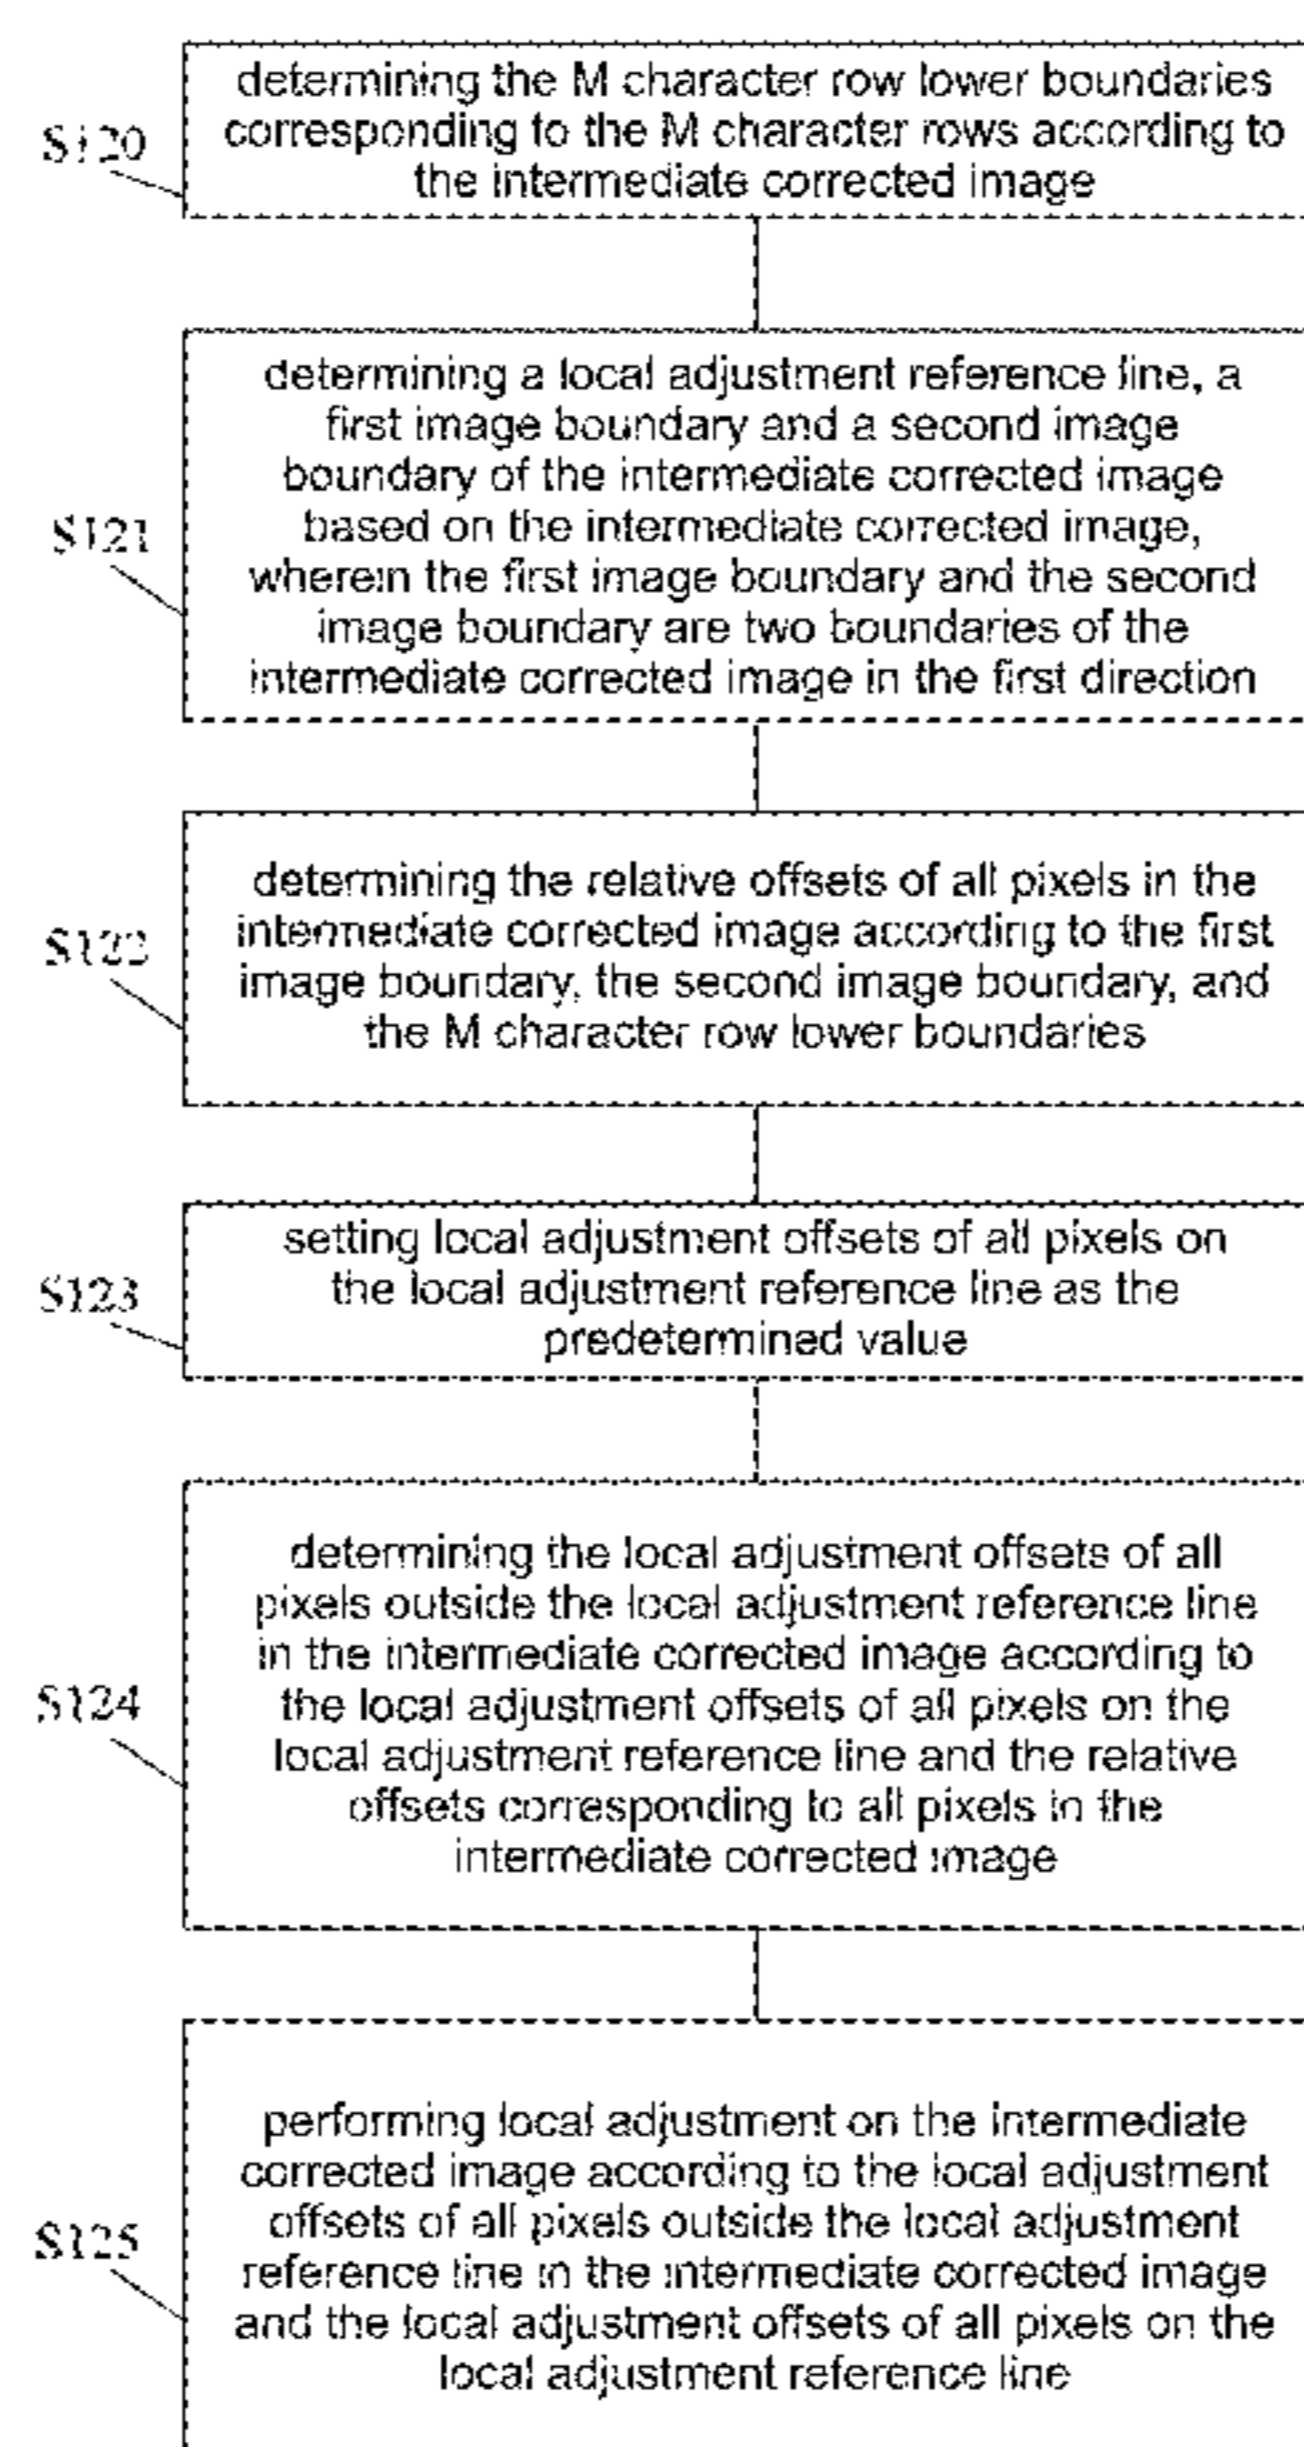 S120
determining the M character row lower boundaries
corresponding to the M character rows according to
the intermediate corrected image
S121
determining a local adjustment reference line, a
first image boundary and a second image
boundary of the intermediate corrected image
based on the intermediate corrected image,
wherein the first image boundary and the second
image boundary are two boundaries of the
intermediate corrected image in the first direction
S122
determining the relative offsets of all pixels in the
intermediate corrected image according to the first
image boundary, the second image boundary, and
the M character row lower boundaries
S123
setting local adjustment offsets of all pixels on
the local adjustment reference line as the
predetermined value
S124
determining the local adjustment offsets of all
pixels outside the local adjustment reference line
in the intermediate corrected image according to
the local adjustment offsets of all pixels on the
local adjustment reference line and the relative
offsets corresponding to all pixels in the
intermediate corrected image
S125
performing local adjustment on the intermediate
corrected image according to the local adjustment
offsets of all pixels outside the local adjustment
reference line in the intermediate corrected image
and the local adjustment offsets of all pixels on the
local adjustment reference line